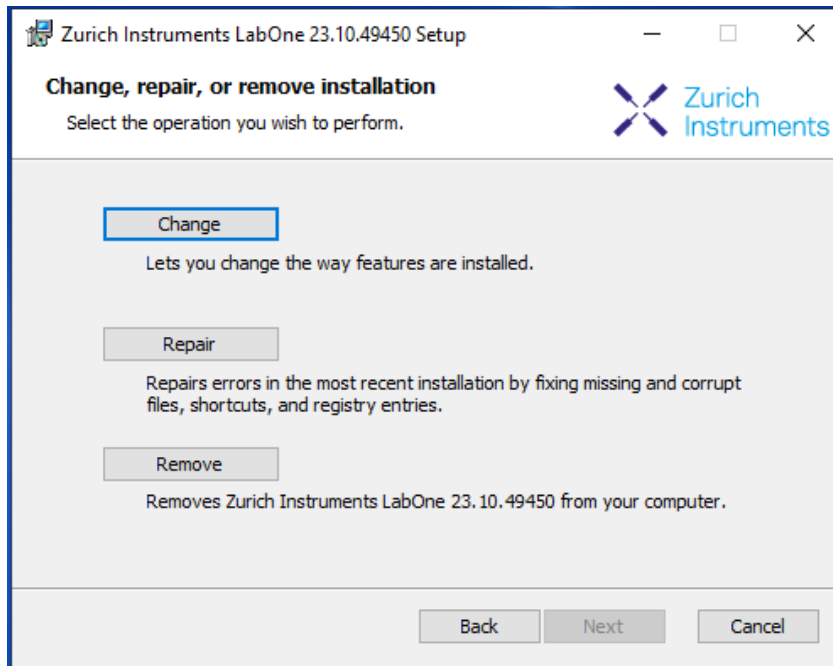 Zurich Instruments LabOne 23.10.49450 Setup
Change, repair, or remove installation
Select the operation you wish to perform.
Zurich
Instruments
Change
Lets you change the way features are installed.
Repair
Repairs errors in the most recent installation by fixing missing and corrupt
files, shortcuts, and registry entries.
Remove
Removes Zurich Instruments LabOne 23.10.49450 from your computer.
Back Next Cancel